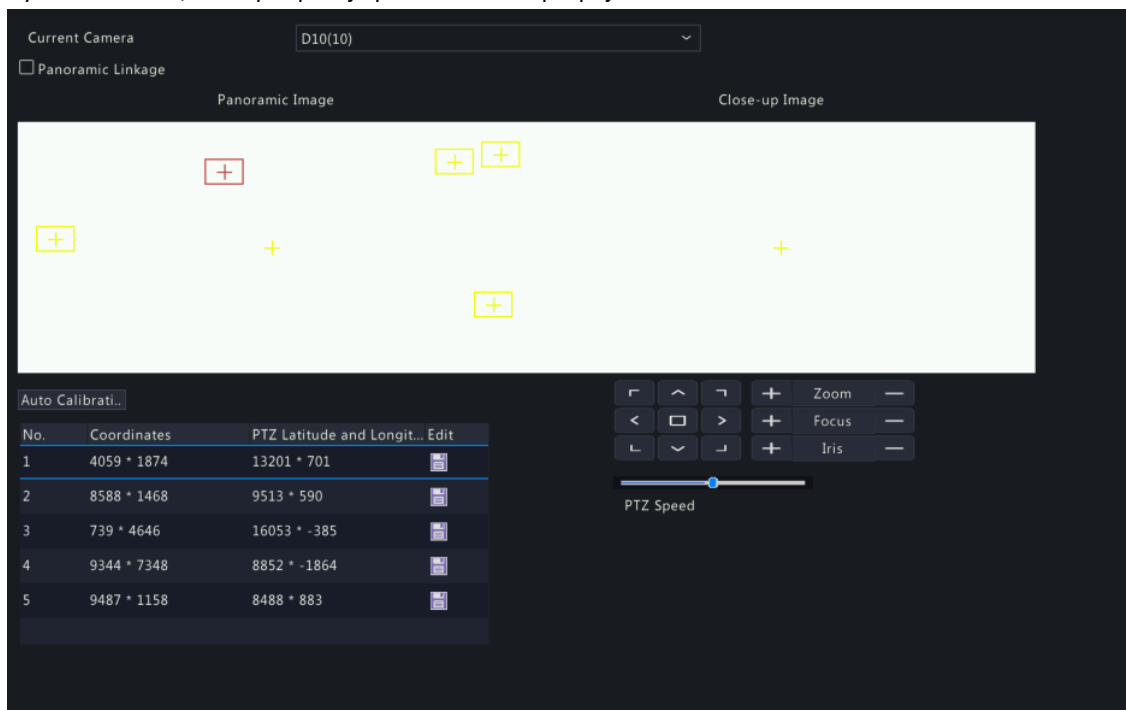 Current Camera D10(10)
Panoramic Linkage
Panoramic Image Close-up Image
Auto Calibrati..
Zoom
Focus
Iris
PTZ Speed
No. Coordinates PTZ Latitude and Longit... Edit
1 4059 * 1874 13201 * 701
2 8588 * 1468 9513 * 590
3 739 * 4646 16053 * -385
4 9344 * 7348 8852 * -1864
5 9487 * 1158 8488 * 883